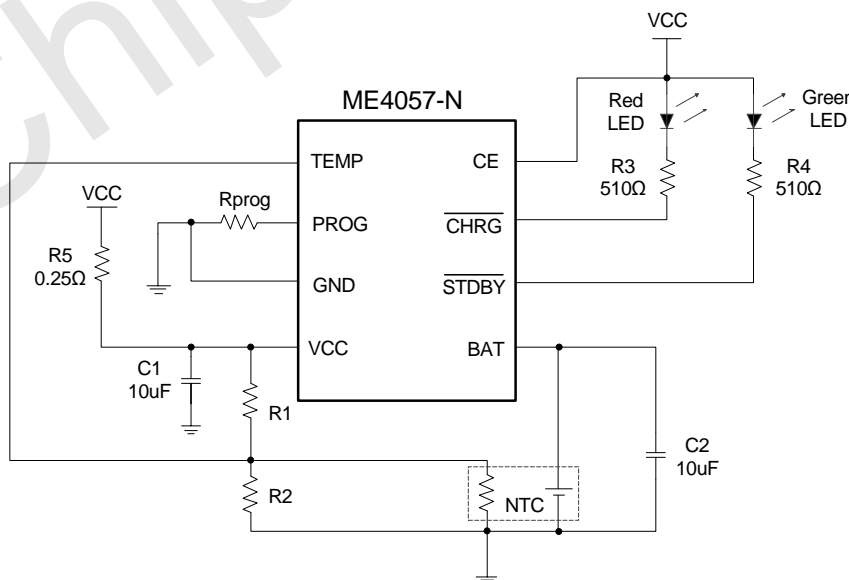 VCC
ME4057-N
Red
LED
Green
LED
TEMP
CE
R3
510Ω
R4
510Ω
VCC
Rprog
PROG
CHRG
R5
0.25Ω
GND
STDBY
VCC
BAT
C1
10uF
R1
C2
10uF
R2
NTC